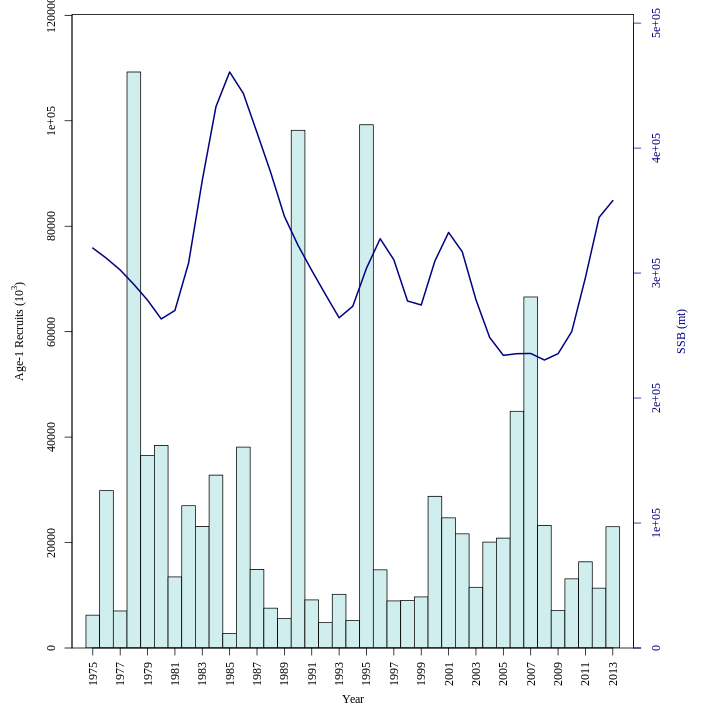 120000
1e+05
80000
60000
40000
20000
0
Age-1 Recruits (10³)
5e+05
4e+05
3e+05
2e+05
1e+05
0
SSB (mt)
1975 1977 1979 1981 1983 1985 1987 1989 1991 1993 1995 1997 1999 2001 2003 2005 2007 2009 2011 2013
Year